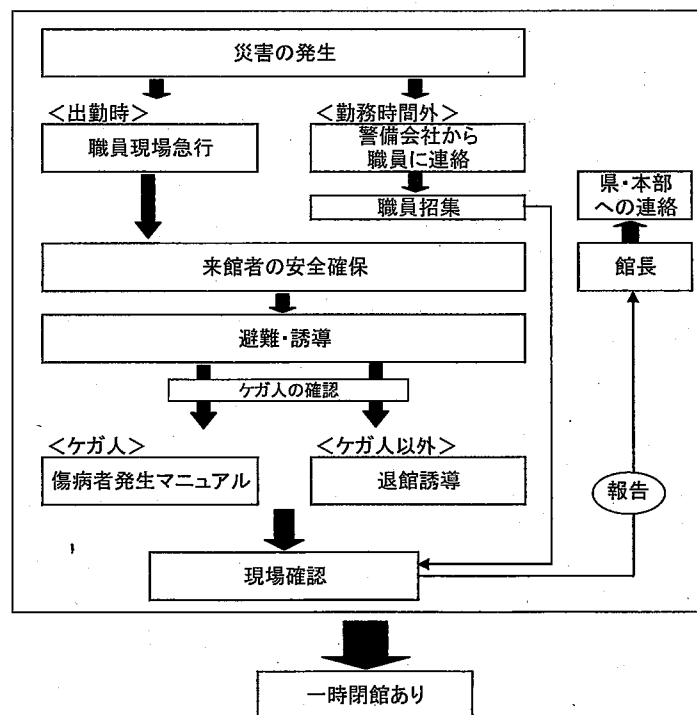 災害の発生
＜出勤時＞
職員現場急行
＜勤務時間外＞
警備会社から
職員に連絡
職員招集
県・本部
への連絡
館長
来館者の安全確保
避難・誘導
ケガ人の確認
＜ケガ人＞
傷病者発生マニュアル
＜ケガ人以外＞
退館誘導
報告
現場確認
一時閉館あり